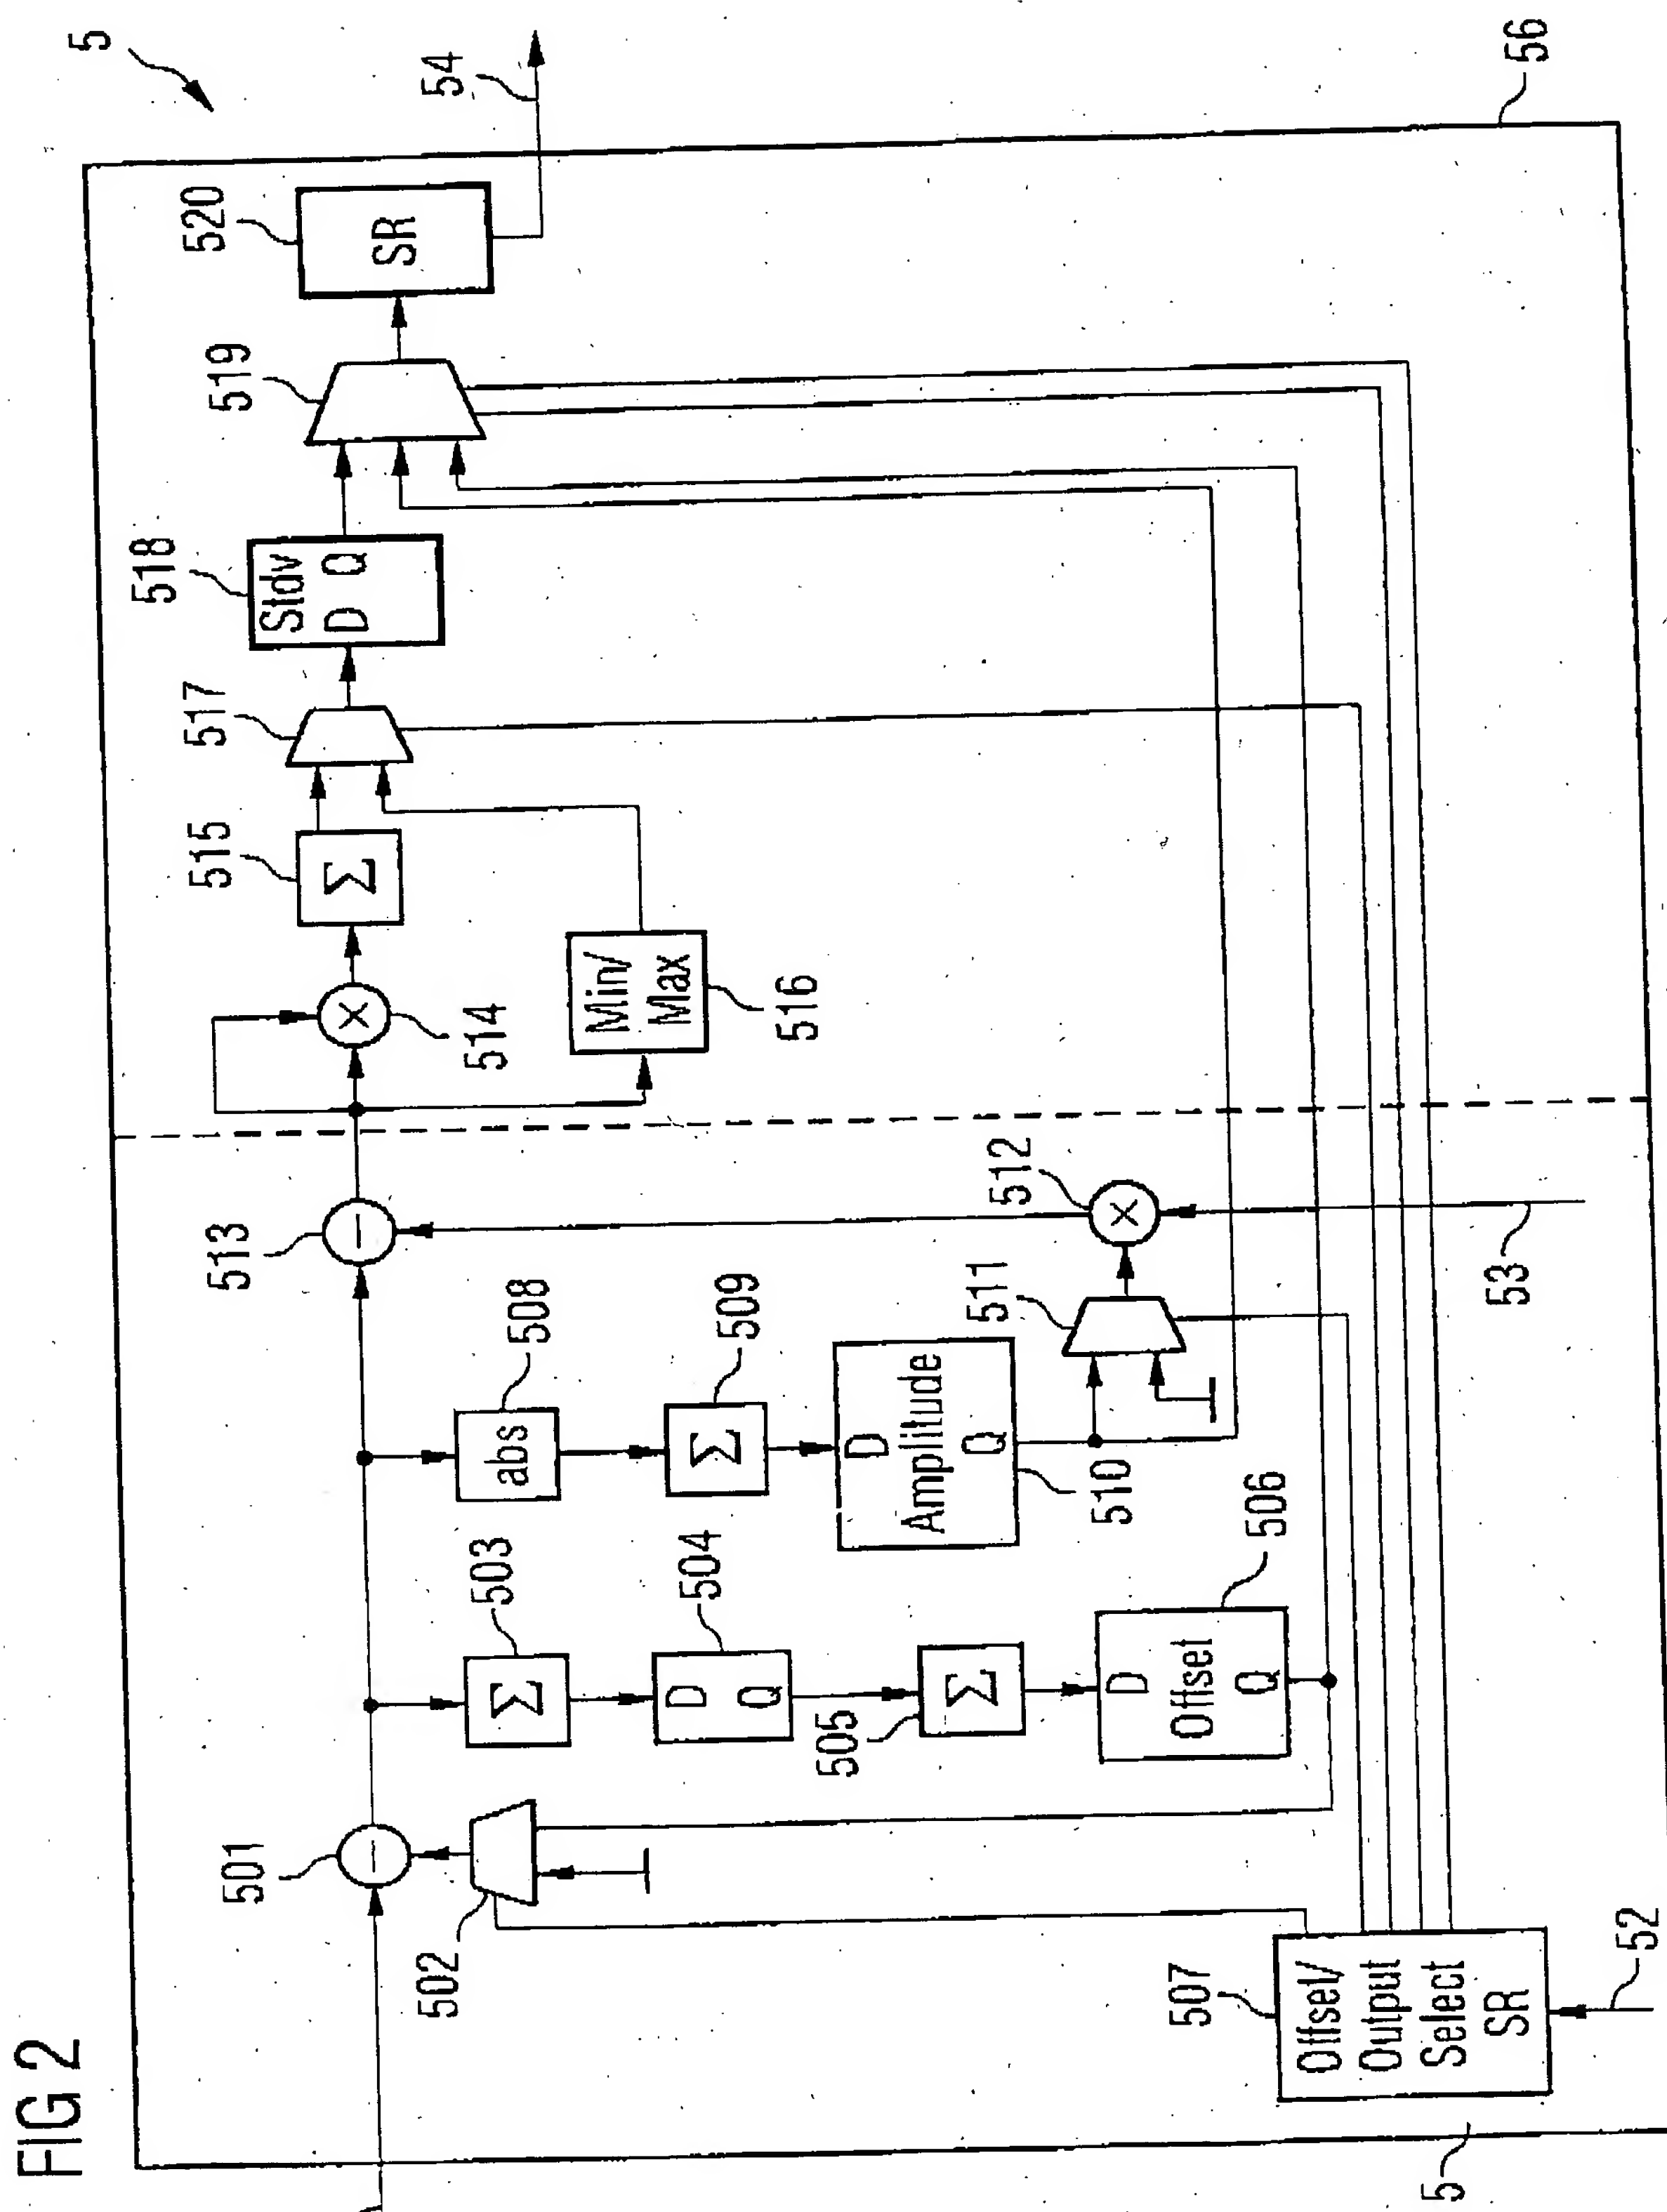 FIG 2
5
54
56
520
SR
519
518
Stdv
D Q
517
515
Σ
514
Min/
Max
516
513
512
53
511
508
abs
509
Σ
D
Amplitude
Q
510
503
Σ
504
D
Q
505
Σ
506
D
Offset
Q
501
502
507
Offset/
Output
Select
SR
52
5